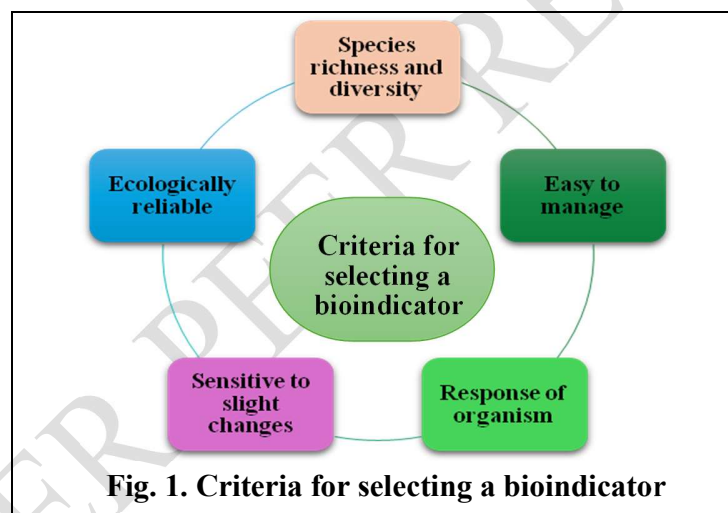 Species
richness and
diversity
Ecologically
reliable
Easy to
manage
Criteria for
selecting a
bioindicator
Sensitive to
slight
changes
Response of
organism
Fig. 1. Criteria for selecting a bioindicator